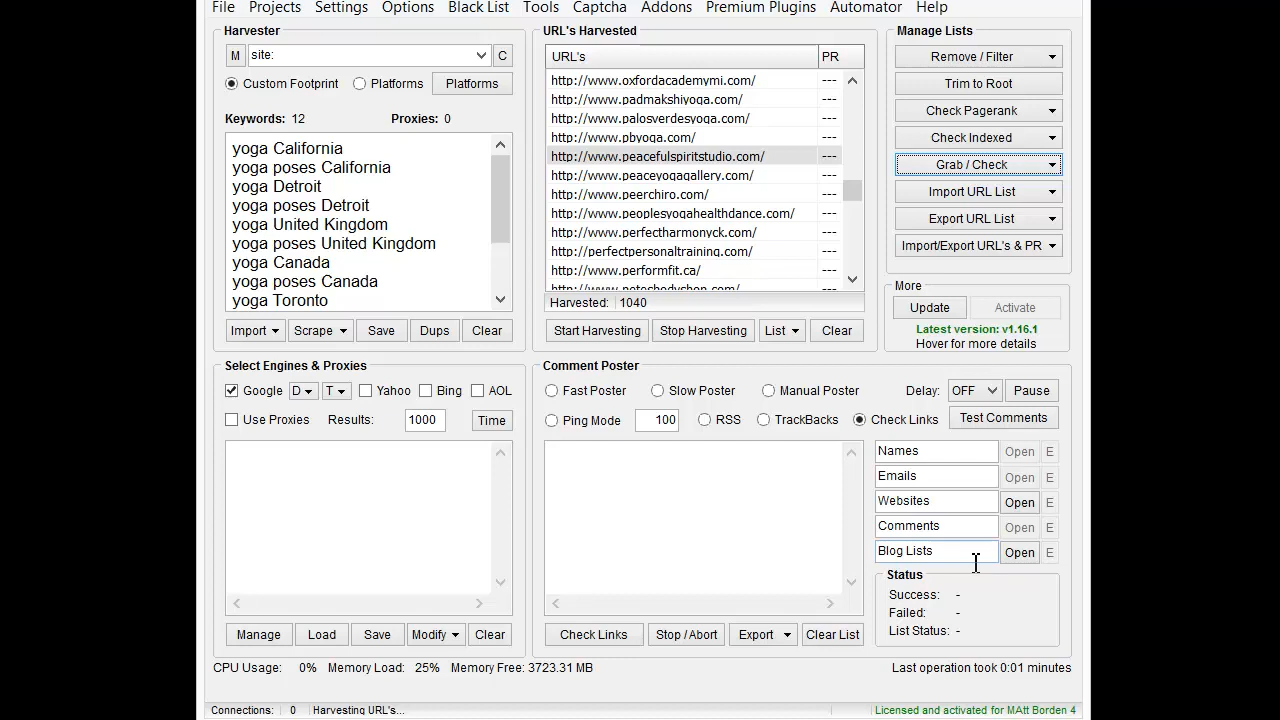 File Projects Settings Options Black List Tools Captcha Addons Premium Plugins Automator Help
Harvester
M site: C
Custom Footprint Platforms Platforms
Keywords: 12 Proxies: 0
yoga California
yoga poses California
yoga Detroit
yoga poses Detroit
yoga United Kingdom
yoga poses United Kingdom
yoga Canada
yoga poses Canada
yoga Toronto
Import Scrape Save Dups Clear
URL's Harvested
URL's PR
http://www.oxfordacademymi.com/ ---
http://www.padmakshiyoga.com/ ---
http://www.palosverdesyoga.com/ ---
http://www.pbyoga.com/ ---
http://www.peacefulspiritstudio.com/ ---
http://www.peaceyogagallery.com/ ---
http://www.peerchiro.com/ ---
http://www.peoplesyogahealthdance.com/ ---
http://www.perfectharmonyck.com/ ---
http://perfectpersonaltraining.com/ ---
http://www.performfit.ca/ ---
Harvested: 1040
Start Harvesting Stop Harvesting List Clear
Manage Lists
Remove / Filter
Trim to Root
Check Pagerank
Check Indexed
Grab / Check
Import URL List
Export URL List
Import/Export URL's & PR
More
Update Activate
Latest version: v1.16.1
Hover for more details
Select Engines & Proxies
Google D T Yahoo Bing AOL
Use Proxies Results: 1000 Time
Manage Load Save Modify Clear
Comment Poster
Fast Poster Slow Poster Manual Poster Delay: OFF Pause
Ping Mode 100 RSS TrackBacks Check Links Test Comments
Names Open E
Emails Open E
Websites Open E
Comments Open E
Blog Lists Open E
Status
Success: -
Failed: -
List Status: -
Check Links Stop / Abort Export Clear List
CPU Usage: 0% Memory Load: 25% Memory Free: 3723.31 MB Last operation took 0:01 minutes
Connections: 0 Harvesting URL's... Licensed and activated for MAtt Borden 4